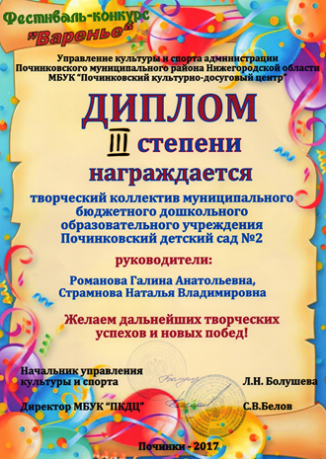 Фестиваль-конкурс
"Варенье"
Управление культуры и спорта администрации
Починковского муниципального района Нижегородской области
МБУК "Починковский культурно-досуговый центр"
ДИПЛОМ
III степени
награждается
творческий коллектив муниципального
бюджетного дошкольного
образовательного учреждения
Починковский детский сад №2
руководители:
Романова Галина Анатольевна,
Страмнова Наталья Владимировна
Желаем дальнейших творческих
успехов и новых побед!
Начальник управления
культуры и спорта Л.Н. Болушева
Директор МБУК "ПКДЦ" С.В.Белов
Починки - 2017